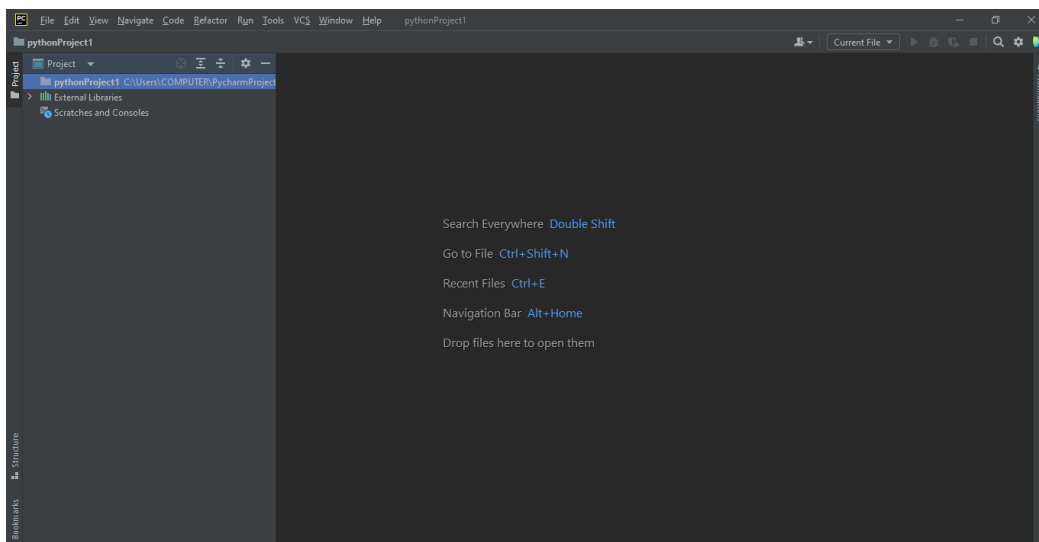 PC File Edit View Navigate Code Refactor Run Tools VCS Window Help pythonProject1
pythonProject1 Current File
Project Project
pythonProject1 C:\Users\COMPUTER\PycharmProject
External Libraries
Scratches and Consoles
Search Everywhere Double Shift
Go to File Ctrl+Shift+N
Recent Files Ctrl+E
Navigation Bar Alt+Home
Drop files here to open them
Structure
Bookmarks